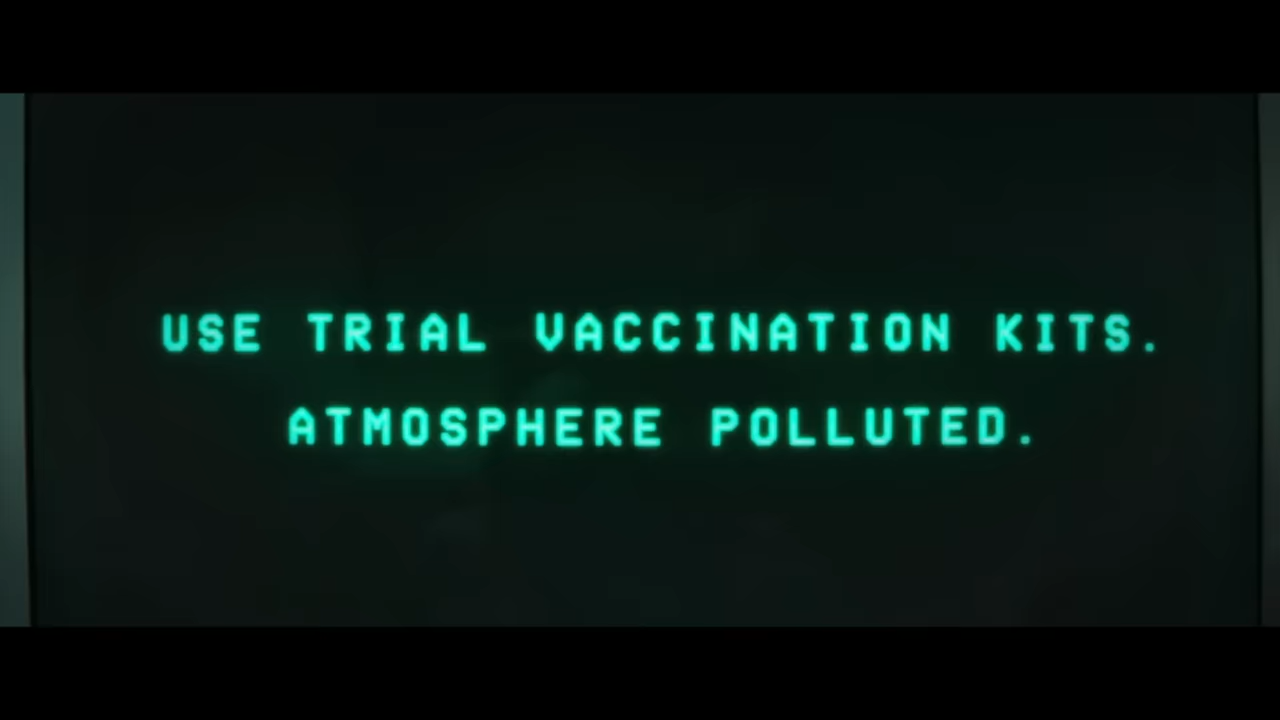 USE TRIAL VACCINATION KITS.
ATMOSPHERE POLLUTED.